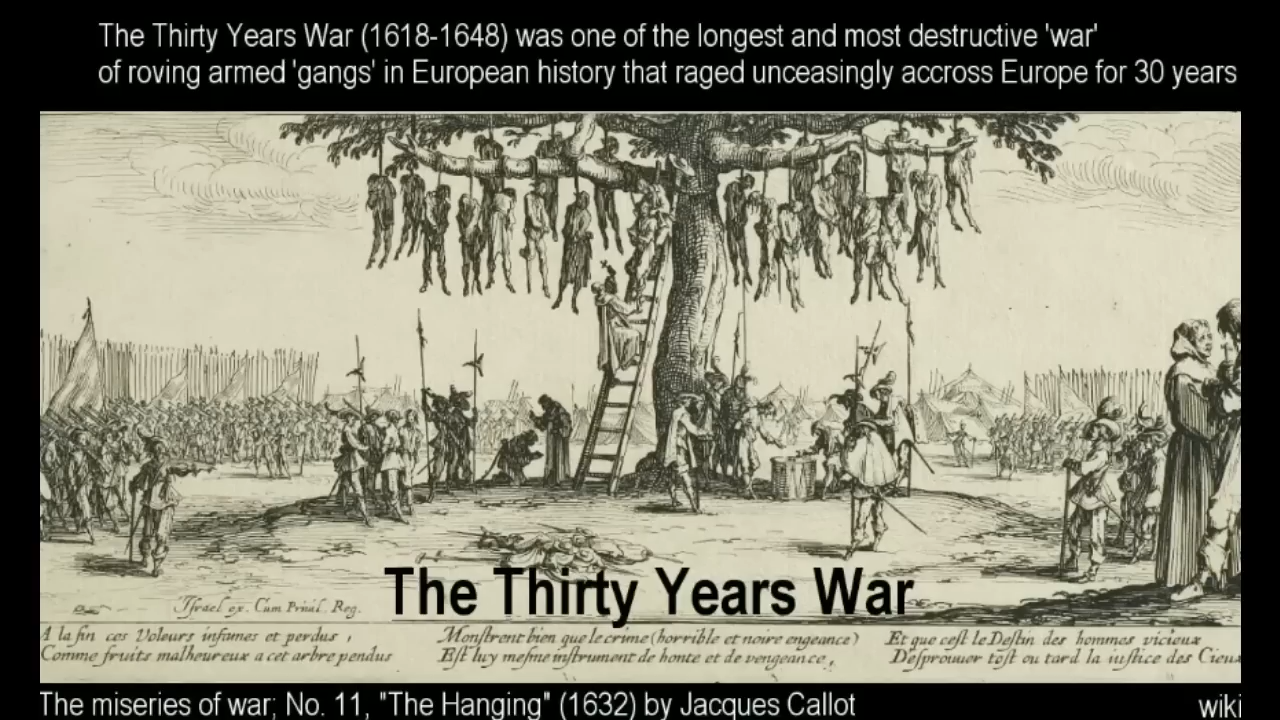 The Thirty Years War (1618-1648) was one of the longest and most destructive 'war'
of roving armed 'gangs' in European history that raged unceasingly accross Europe for 30 years
The Thirty Years War
Israel ex. Cum Priuil. Reg.
A la fin ces Voleurs infames et perdus ,
Comme fruits malheureux a cet arbre pendus
Monstrent bien que le crime (horrible et noire engeance)
Est luy mesme instrument de honte et de vengeance ,
Et que cest le Destin des hommes vicieux
Desprouuer tost ou tard la iustice des Cieux
The miseries of war; No. 11, "The Hanging" (1632) by Jacques Callot
wiki